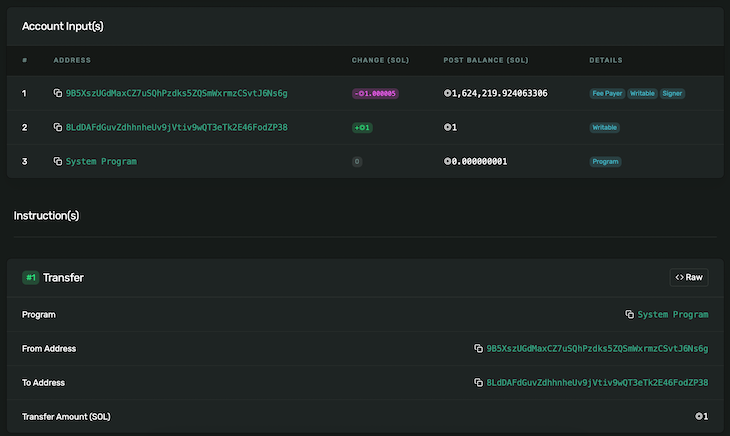 Account Input(s)
# ADDRESS CHANGE (SOL) POST BALANCE (SOL) DETAILS
1 9B5XszUGdMaxCZ7uSQhPzdks5ZQSmWxrmzCSvtJ6Ns6g -◎1.000005 ◎1,624,219.924063306 Fee Payer Writable Signer
2 8LdDAFdGuvZdhhnheUv9jVtiv9wQT3eTk2E46FodZP38 +◎1 ◎1 Writable
3 System Program 0 ◎0.000000001 Program
Instruction(s)
#1 Transfer <> Raw
Program System Program
From Address 9B5XszUGdMaxCZ7uSQhPzdks5ZQSmWxrmzCSvtJ6Ns6g
To Address 8LdDAFdGuvZdhhnheUv9jVtiv9wQT3eTk2E46FodZP38
Transfer Amount (SOL) ◎1